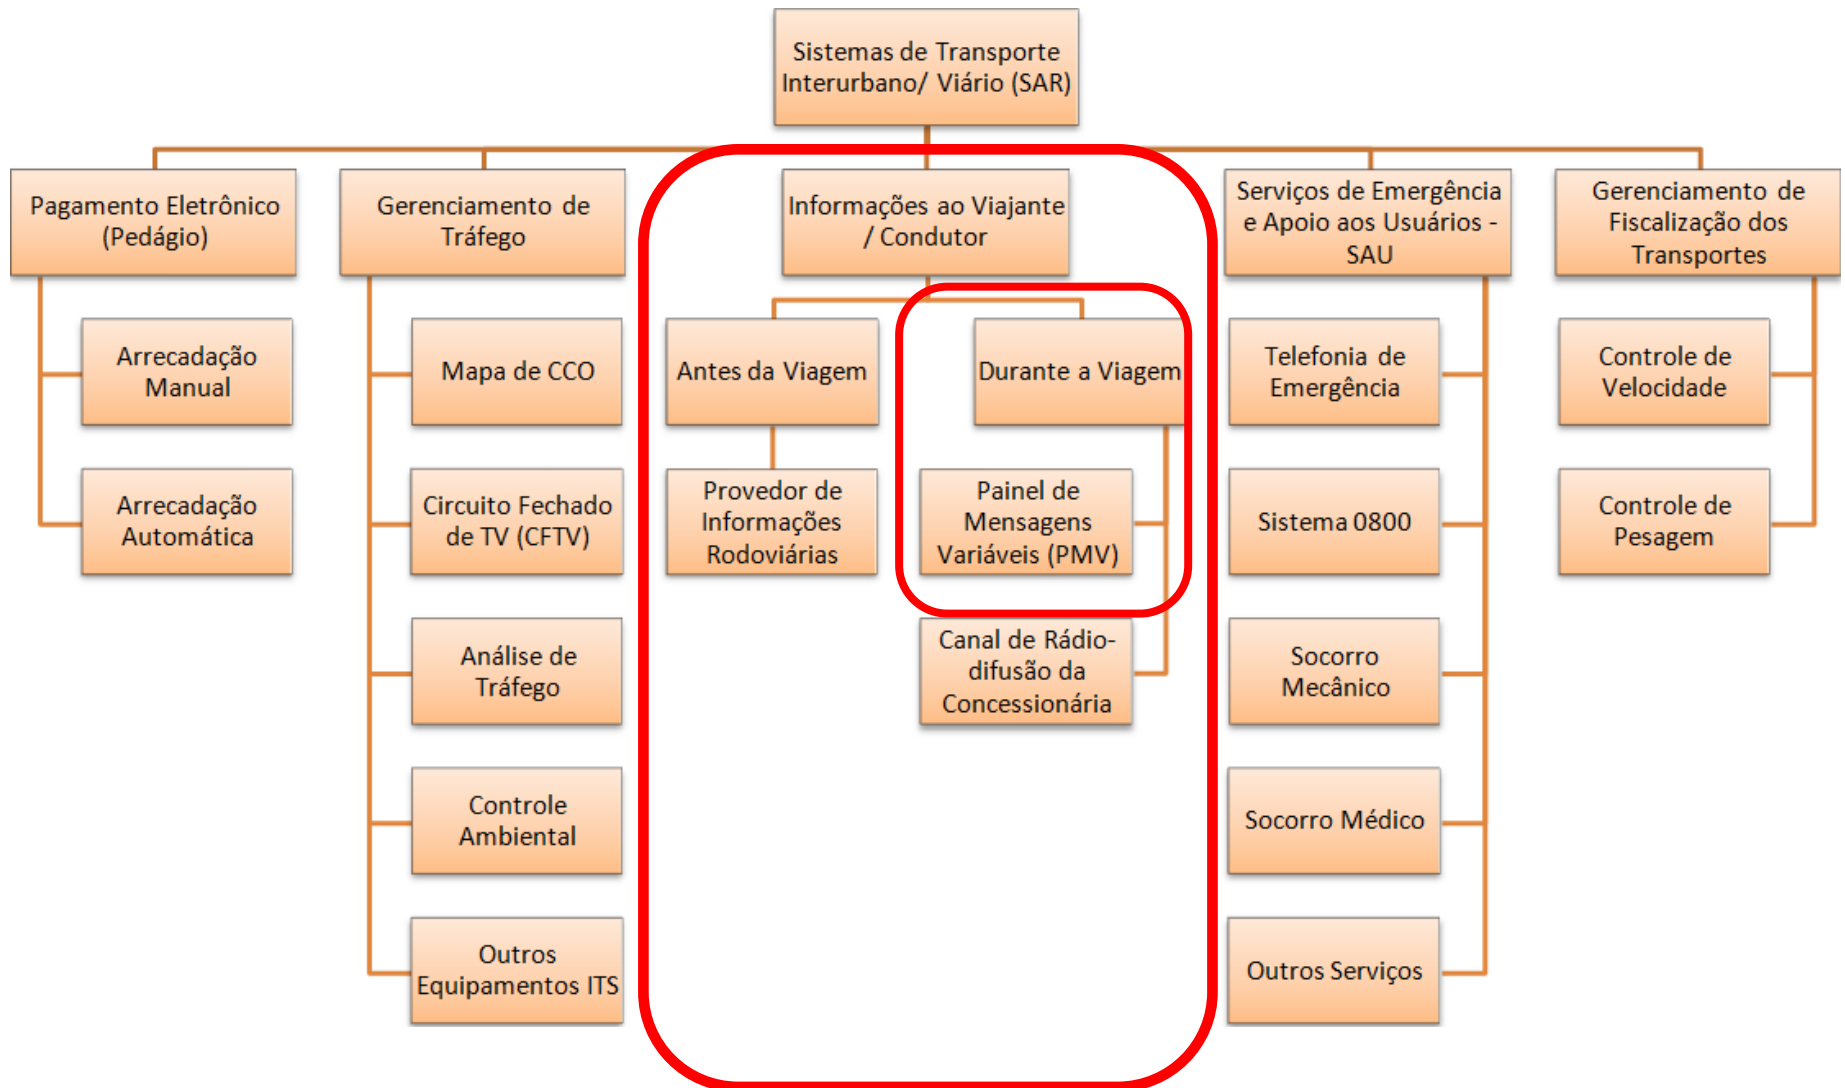 Sistemas de Transporte
Interurbano/ Viário (SAR)
Pagamento Eletrônico
(Pedágio)
Arrecadação
Manual
Arrecadação
Automática
Gerenciamento de
Tráfego
Mapa de CCO
Circuito Fechado
de TV (CFTV)
Análise de
Tráfego
Controle
Ambiental
Outros
Equipamentos ITS
Informações ao Viajante
/ Condutor
Antes da Viagem
Provedor de
Informações
Rodoviárias
Durante a Viagem
Painel de
Mensagens
Variáveis (PMV)
Canal de Rádio-
difusão da
Concessionária
Serviços de Emergência
e Apoio aos Usuários -
SAU
Telefonia de
Emergência
Sistema 0800
Socorro
Mecânico
Socorro Médico
Outros Serviços
Gerenciamento de
Fiscalização dos
Transportes
Controle de
Velocidade
Controle de
Pesagem